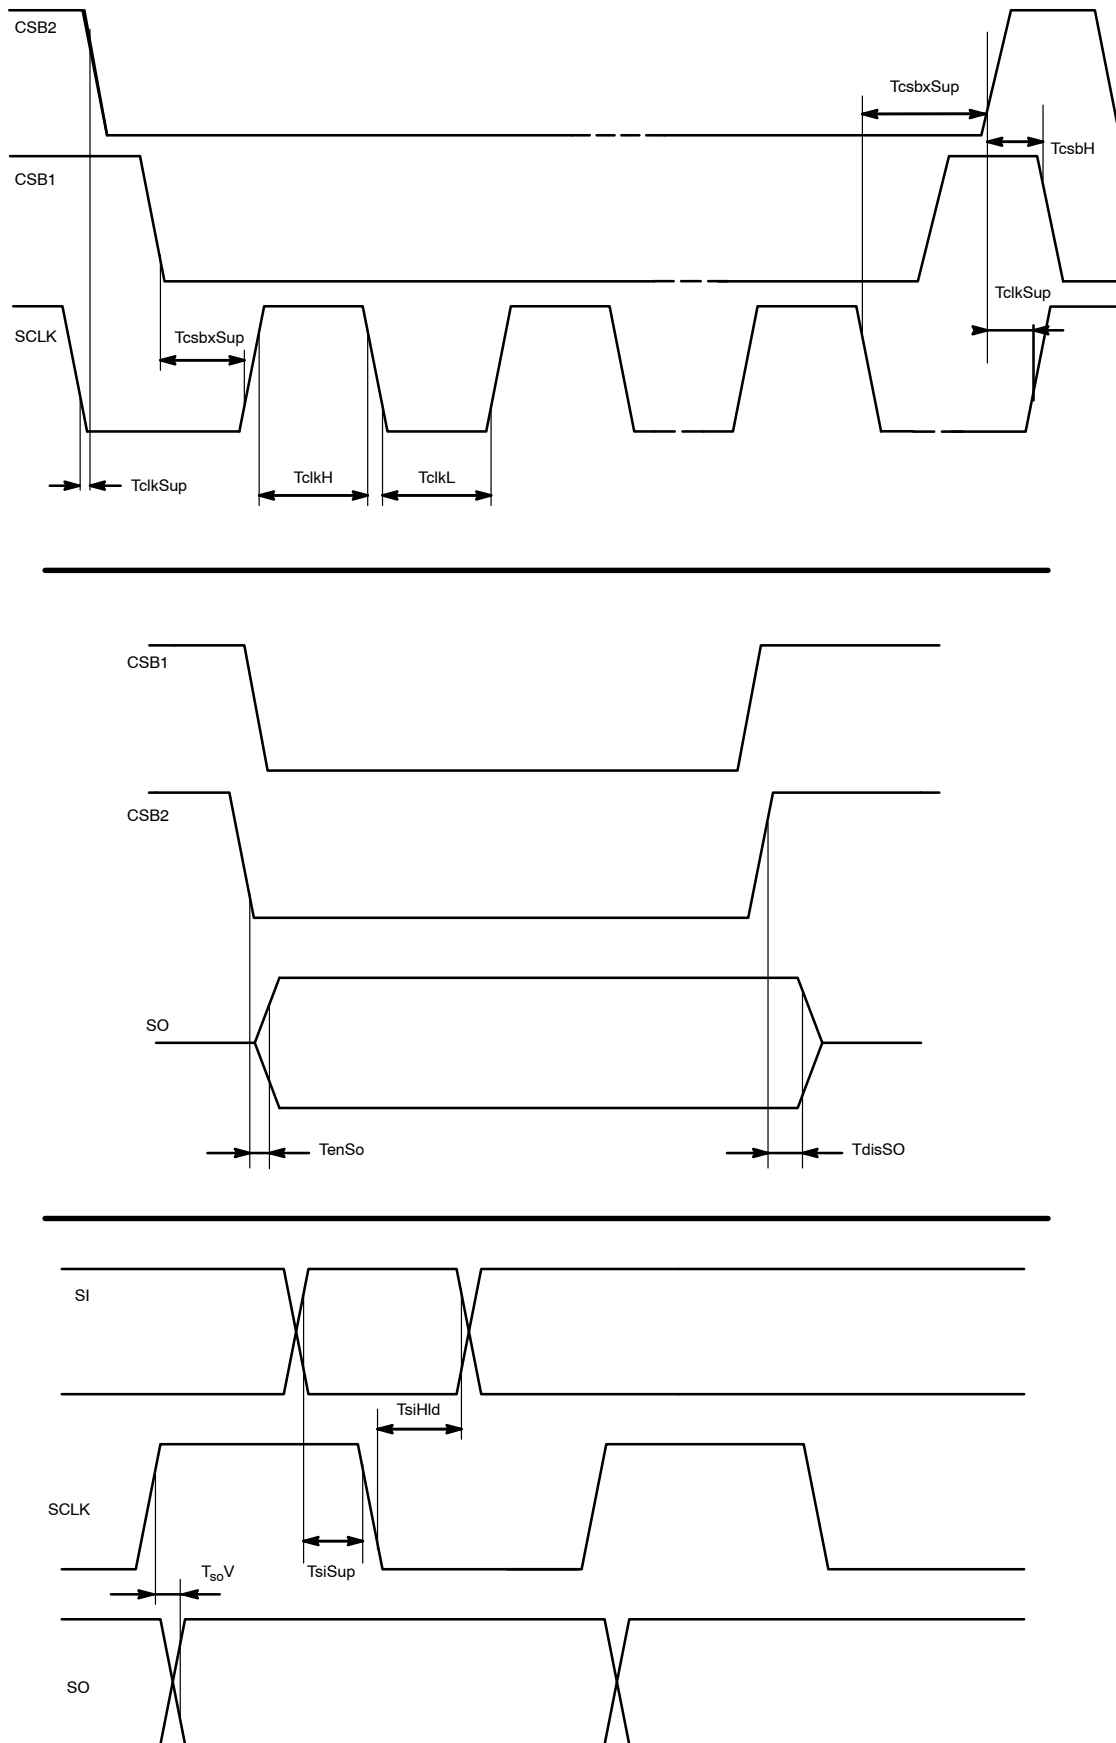 CSB2
TcsbxSup
TcsbH
CSB1
TclkSup
SCLK
TcsbxSup
TclkH
TclkL
TclkSup
CSB1
CSB2
SO
TenSo
TdisSO
SI
TsiHld
SCLK
TsoV
TsiSup
SO